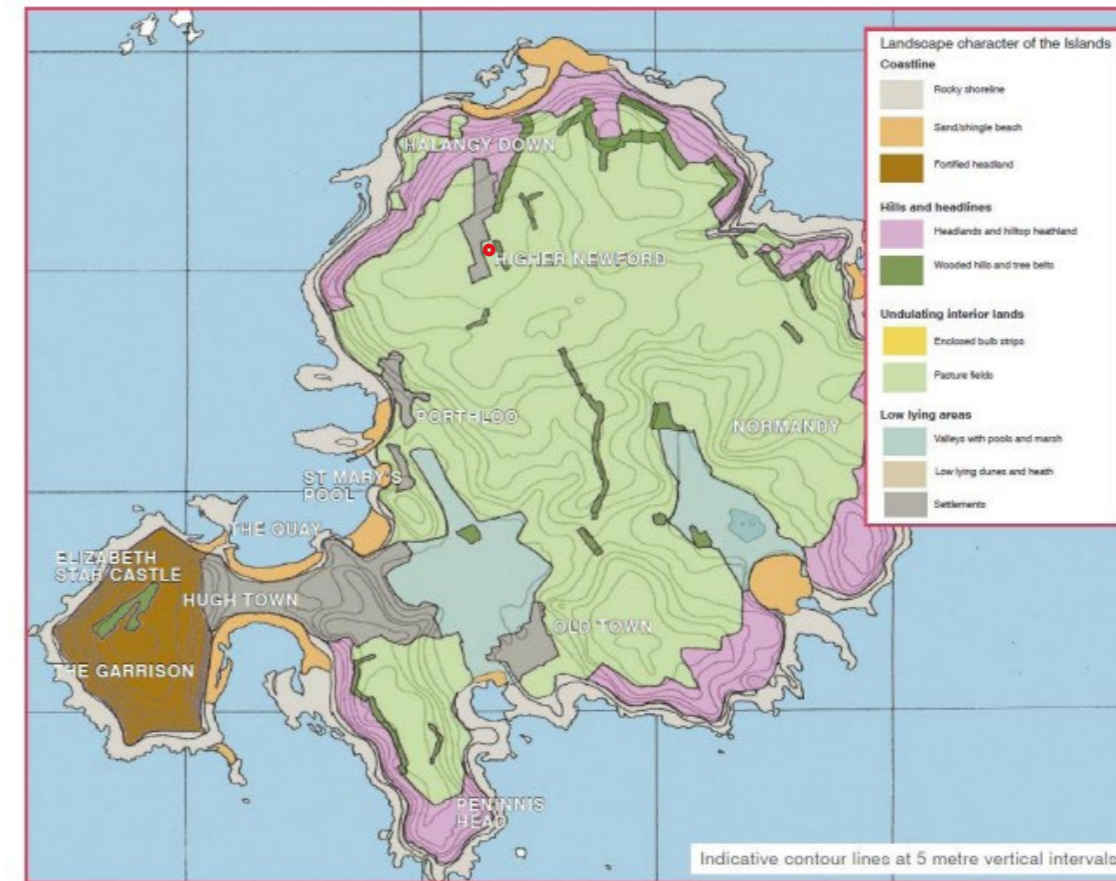 Landscape character of the Islands
Coastline
Rocky shoreline
Sand/shingle beach
Fortified headland
Hills and headlines
Headlands and hilltop heathland
Wooded hills and tree belts
Undulating interior lands
Enclosed bulb strips
Pasture fields
Low lying areas
Valleys with pools and marsh
Low lying dunes and heath
Settlements
HALANGY DOWN
HIGHER NEWFORD
PORTHLOO
NORMANDY
ST MARY'S
POOL
THE QUAY
ELIZABETH
STAR CASTLE
HUGH TOWN
OLD TOWN
THE GARRISON
PENINNIS
HEAD
Indicative contour lines at 5 metre vertical intervals